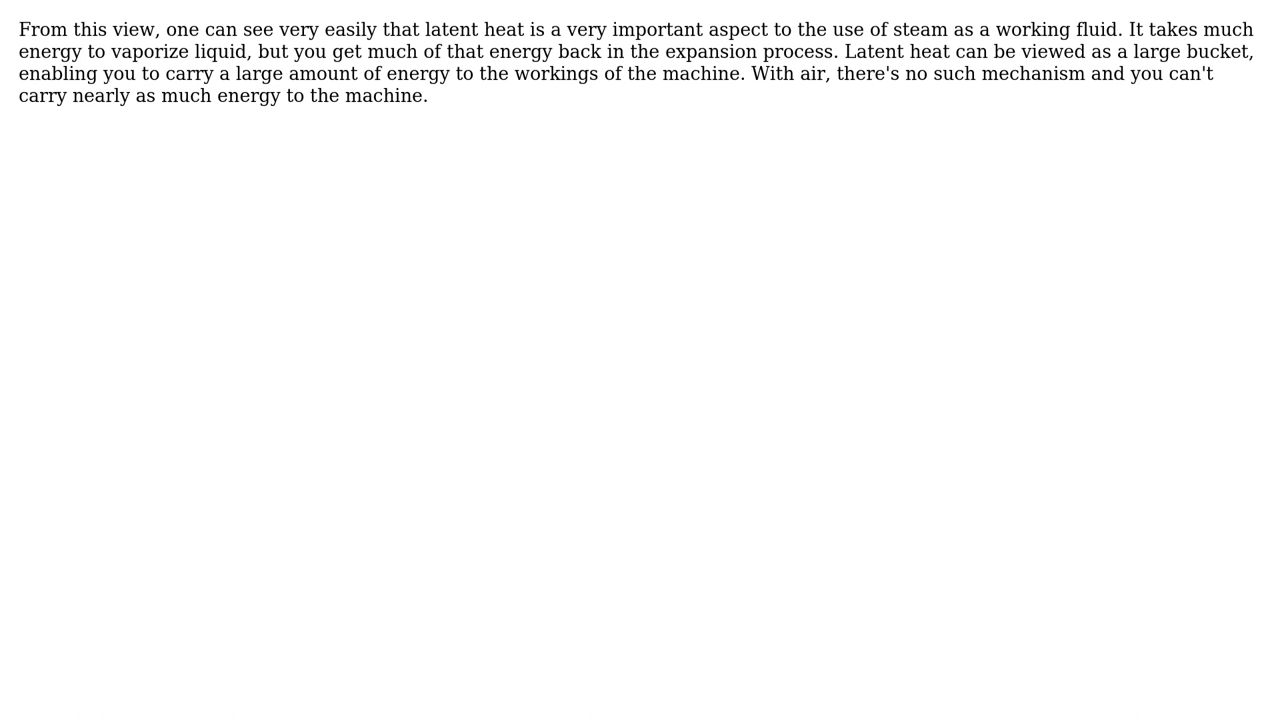 From this view, one can see very easily that latent heat is a very important aspect to the use of steam as a working fluid. It takes much
energy to vaporize liquid, but you get much of that energy back in the expansion process. Latent heat can be viewed as a large bucket,
enabling you to carry a large amount of energy to the workings of the machine. With air, there's no such mechanism and you can't
carry nearly as much energy to the machine.